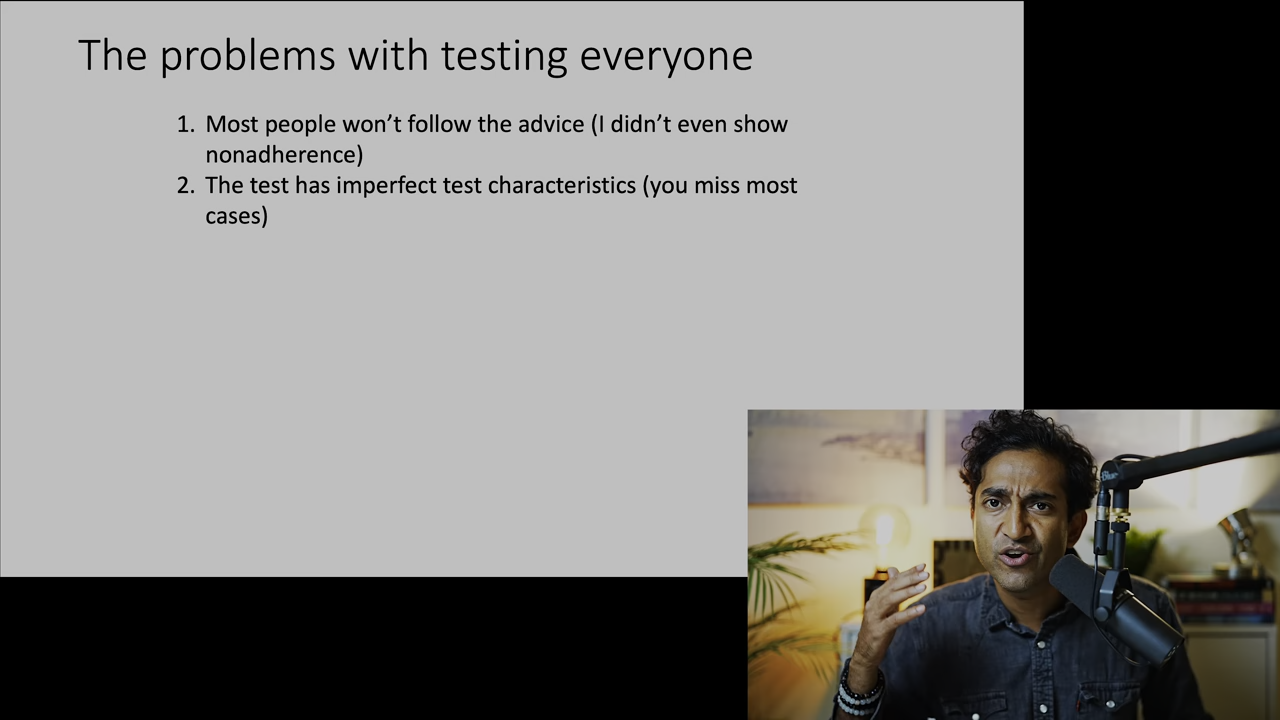 The problems with testing everyone
1. Most people won’t follow the advice (I didn’t even show
nonadherence)
2. The test has imperfect test characteristics (you miss most
cases)